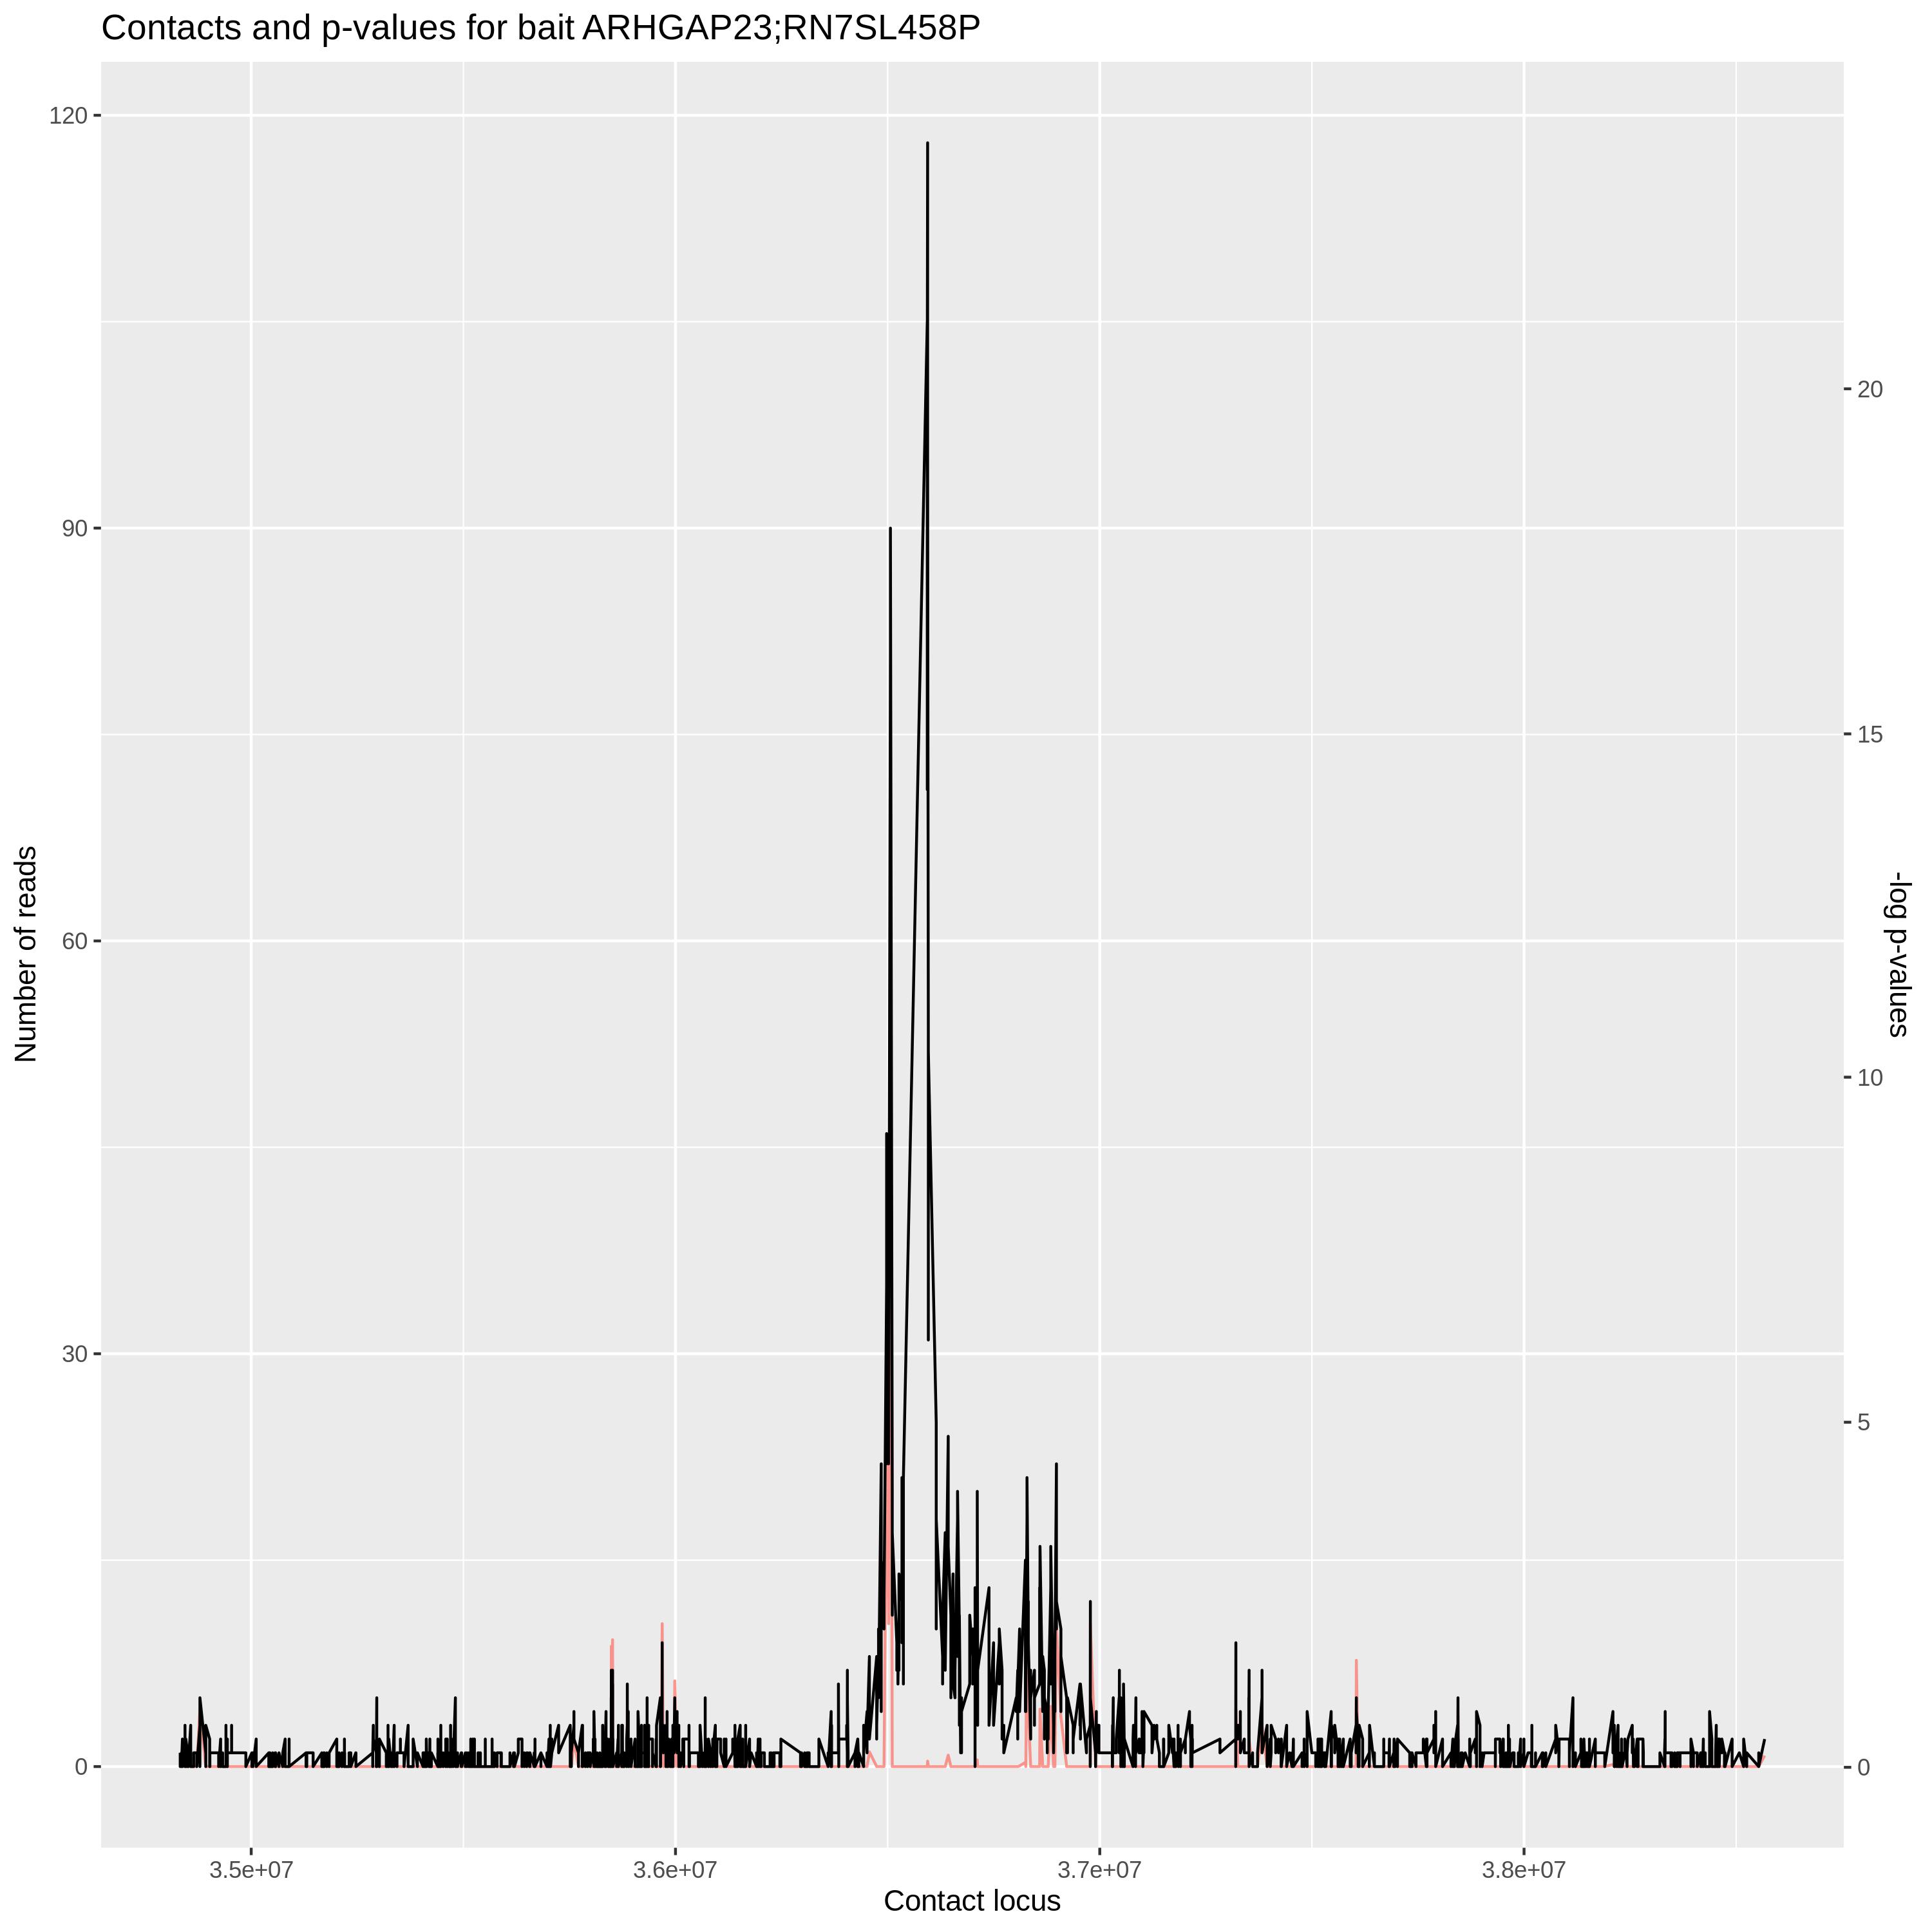 Contacts and p-values for bait ARHGAP23;RN7SL458P
120
90
60
30
0
Number of reads
20
15
10
5
0
-log p-values
3.5e+07
3.6e+07
3.7e+07
3.8e+07
Contact locus